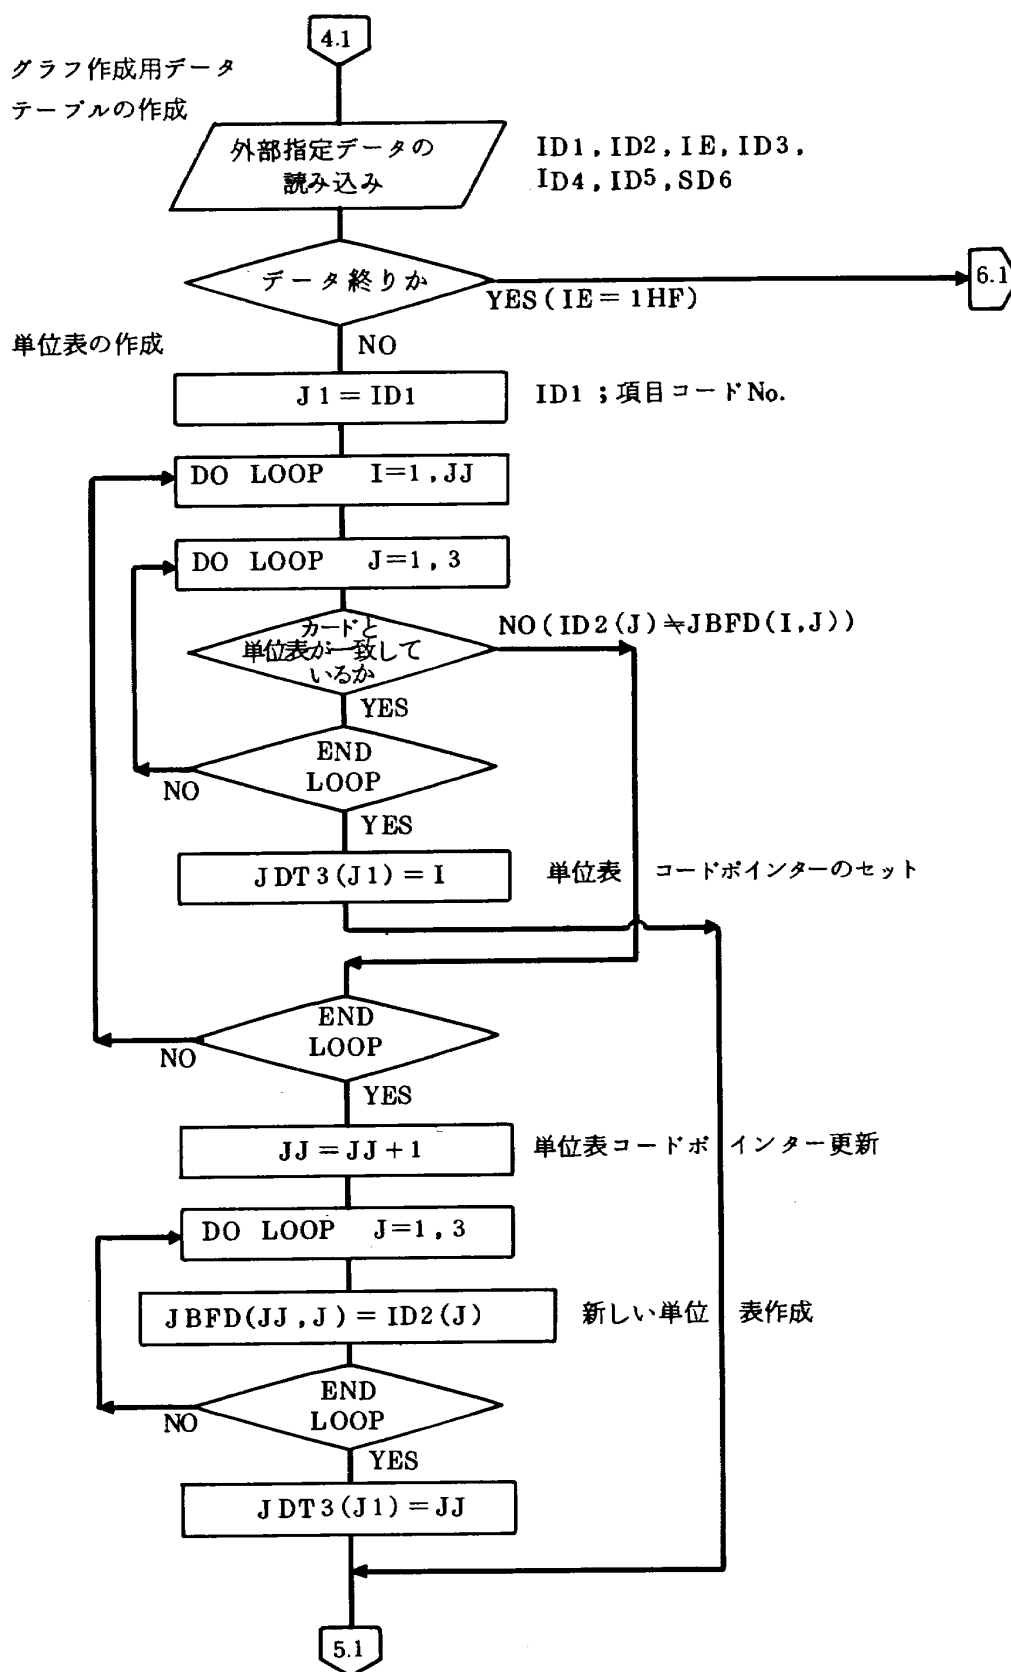 4.1
グラフ作成用データ
テーブルの作成
外部指定データの
読み込み
ID1, ID2, IE, ID3,
ID4, ID5, SD6
データ終りか
YES(IE=1HF)
6.1
単位表の作成
NO
J1=ID1
ID1;項目コードNo.
DO LOOP I=1,JJ
DO LOOP J=1,3
カードと
単位表が一致して
いるか
NO(ID2(J)≒JBFD(I,J))
YES
END
LOOP
NO
YES
JDT3(J1)=I
単位表 コードポインターのセット
END
LOOP
NO
YES
JJ=JJ+1
単位表コードポインター更新
DO LOOP J=1,3
JBFD(JJ,J)=ID2(J)
新しい単位表作成
END
LOOP
NO
YES
JDT3(J1)=JJ
5.1